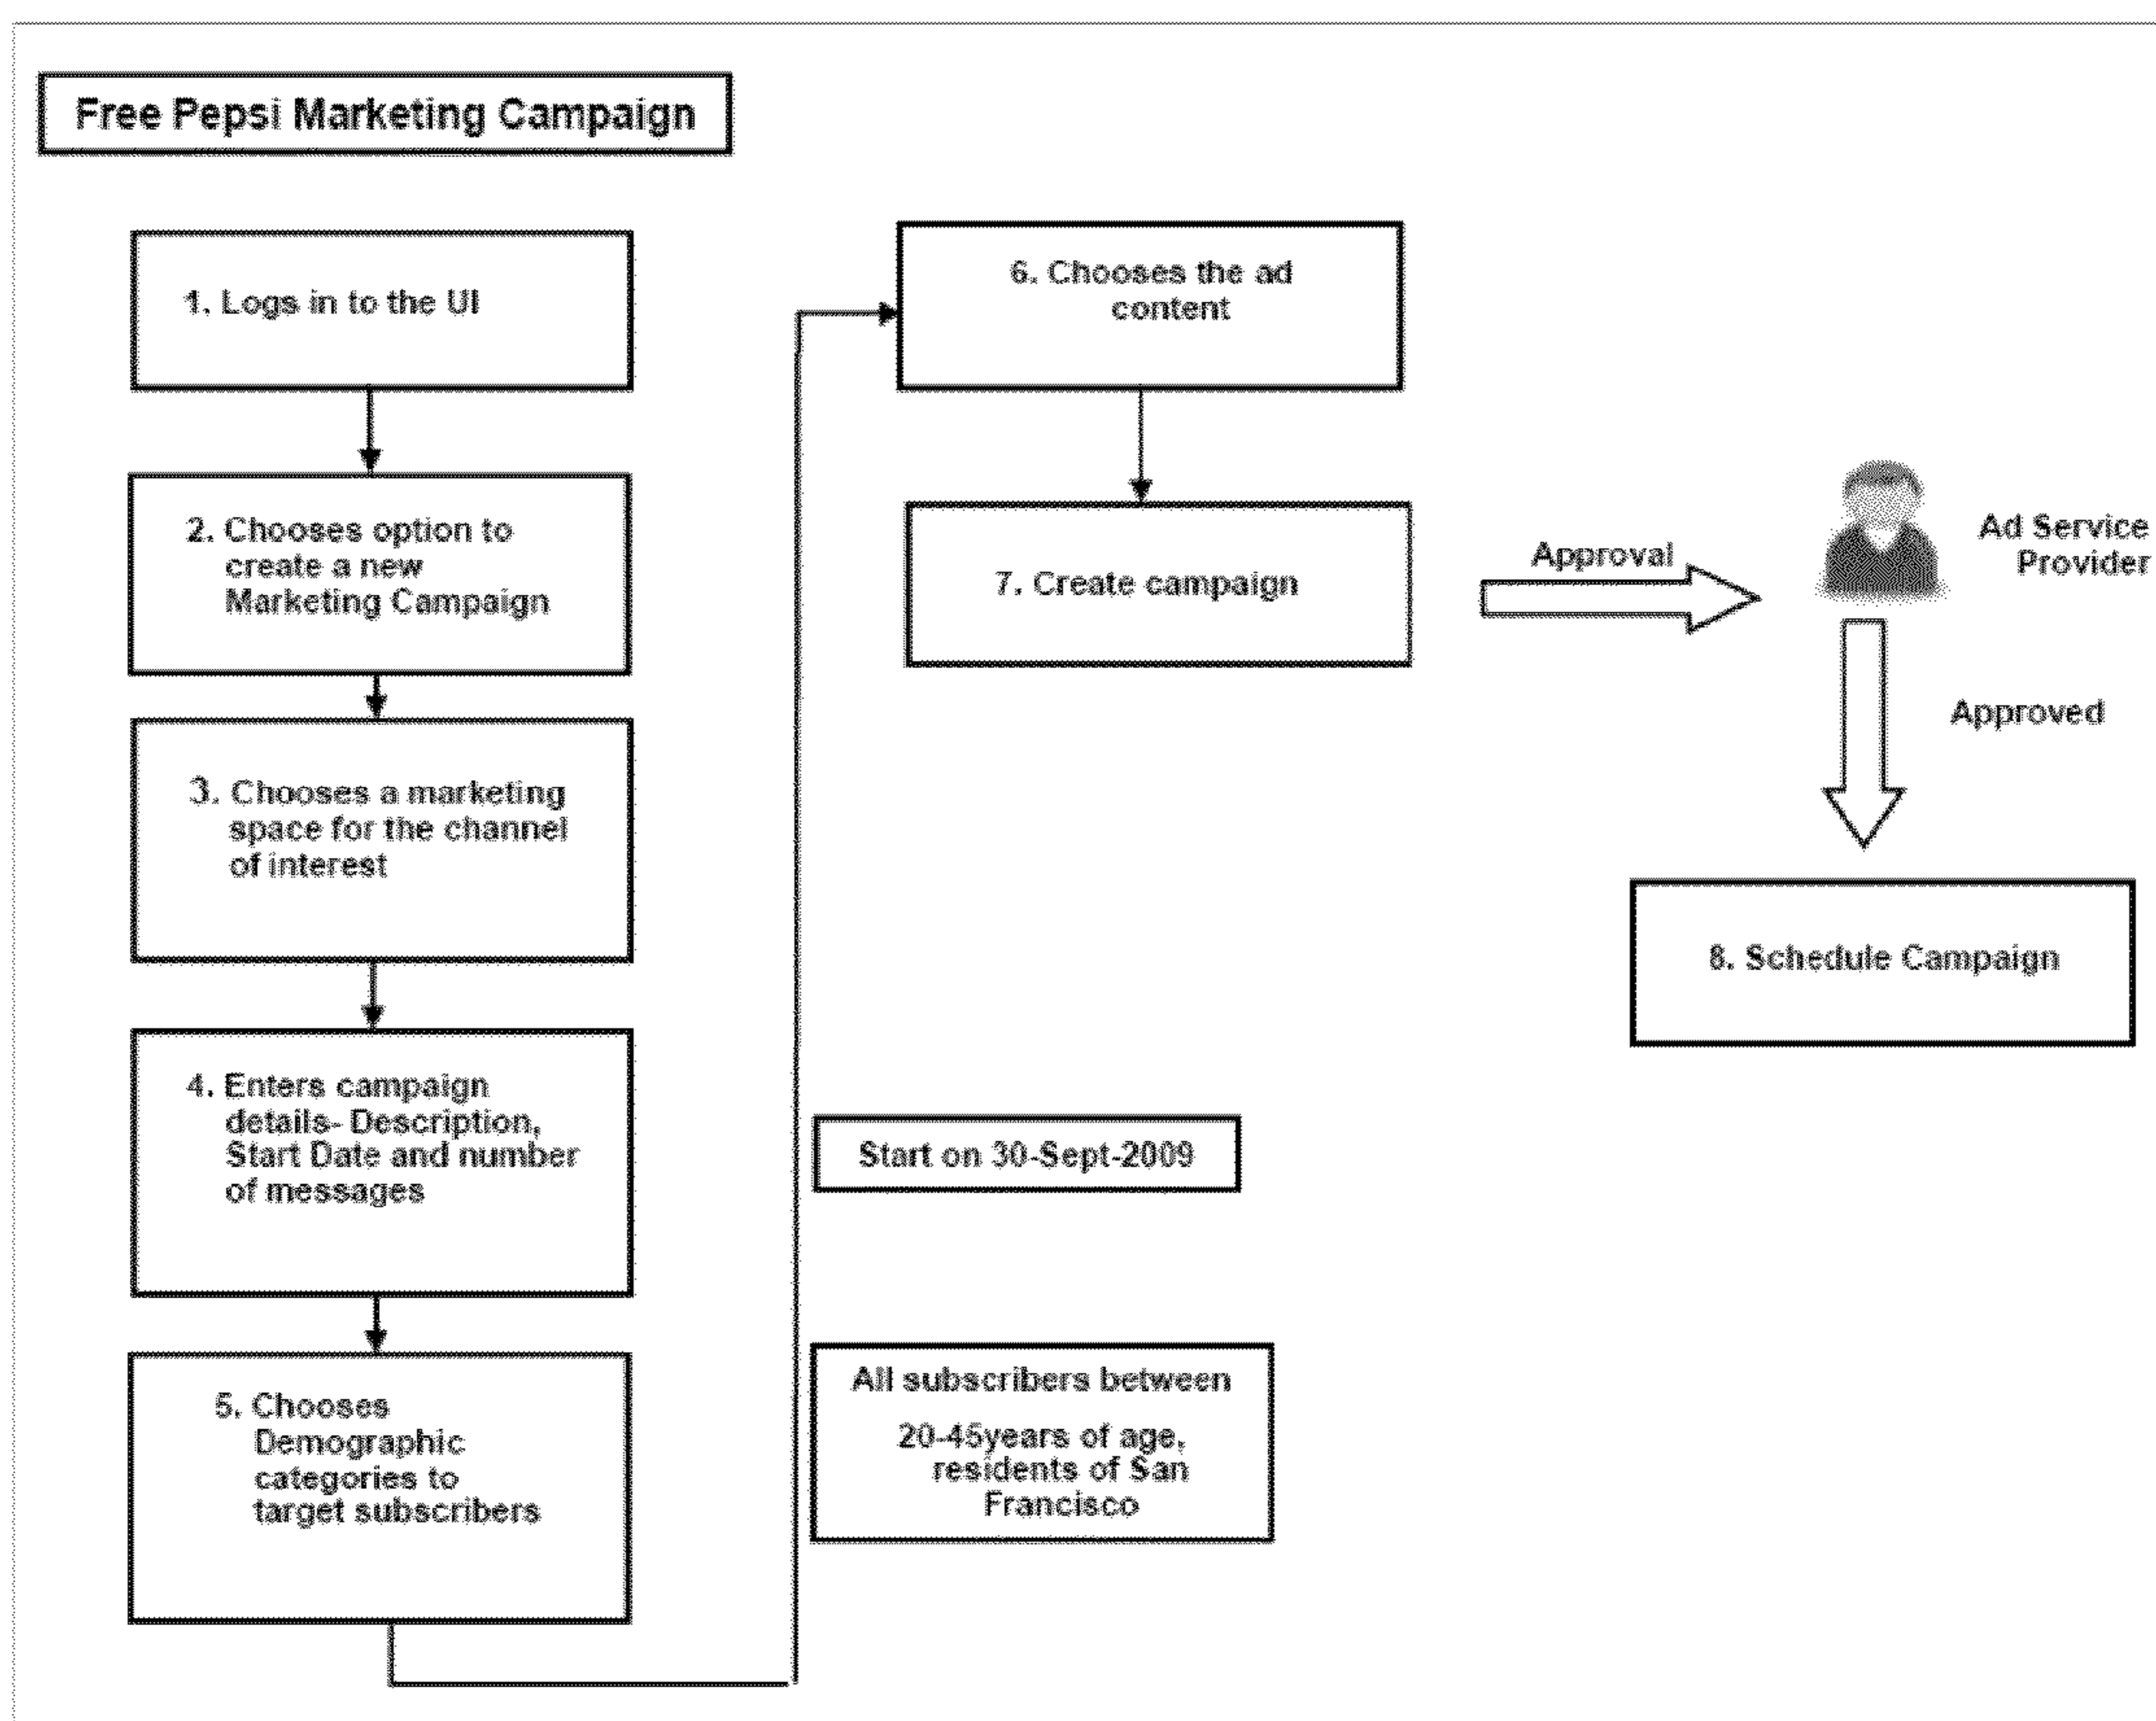 Free Pepsi Marketing Campaign
1. Logs in to the UI
2. Chooses option to
create a new
Marketing Campaign
3. Chooses a marketing
space for the channel
of interest
4. Enters campaign
details- Description,
Start Date and number
of messages
5. Chooses
Demographic
categories to
target subscribers
6. Chooses the ad
content
7. Create campaign
Approval
Ad Service
Provider
Approved
8. Schedule Campaign
Start on 30-Sept-2009
All subscribers between
20-45years of age,
residents of San
Francisco